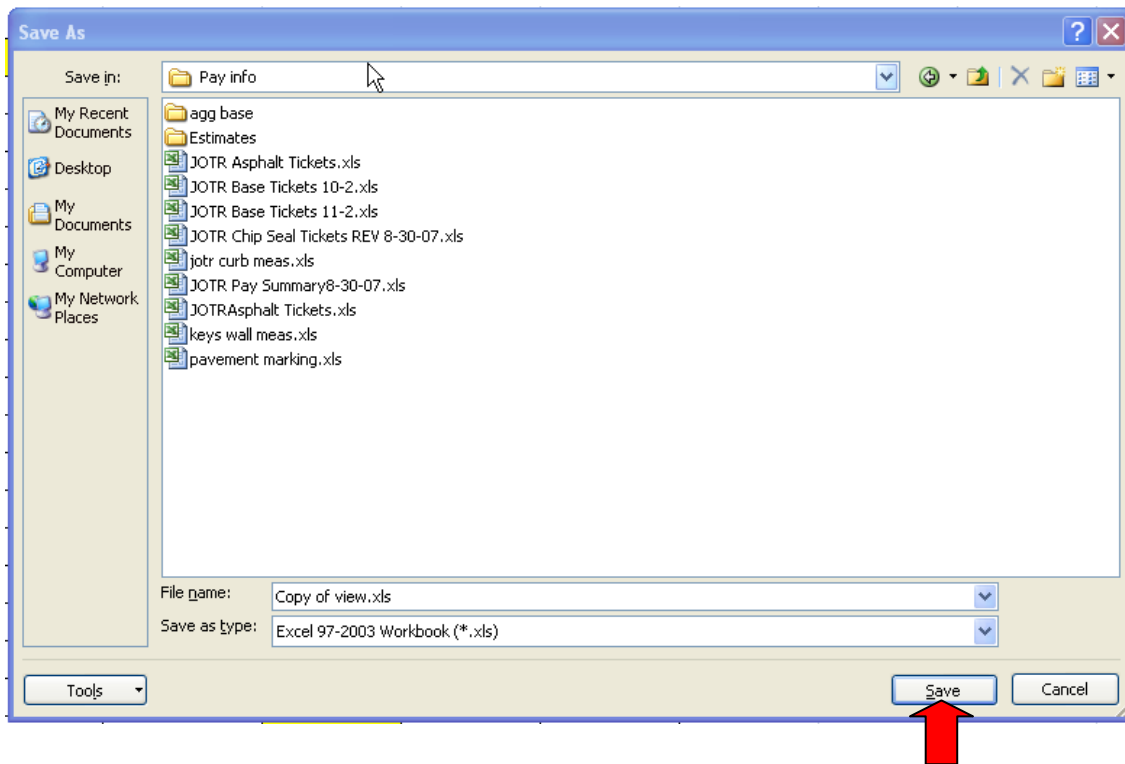 Save As
?
Save in:
Pay info
My Recent
Documents
Desktop
My
Documents
My
Computer
My Network
Places
agg base
Estimates
JOTR Asphalt Tickets.xls
JOTR Base Tickets 10-2.xls
JOTR Base Tickets 11-2.xls
JOTR Chip Seal Tickets REV 8-30-07.xls
jotr curb meas.xls
JOTR Pay Summary8-30-07.xls
JOTRAsphalt Tickets.xls
keys wall meas.xls
pavement marking.xls
File name:
Copy of view.xls
Save as type:
Excel 97-2003 Workbook (*.xls)
Tools
Save
Cancel